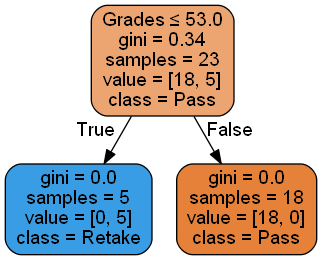 Grades ≤ 53.0
gini = 0.34
samples = 23
value = [18, 5]
class = Pass
True
False
gini = 0.0
samples = 5
value = [0, 5]
class = Retake
gini = 0.0
samples = 18
value = [18, 0]
class = Pass